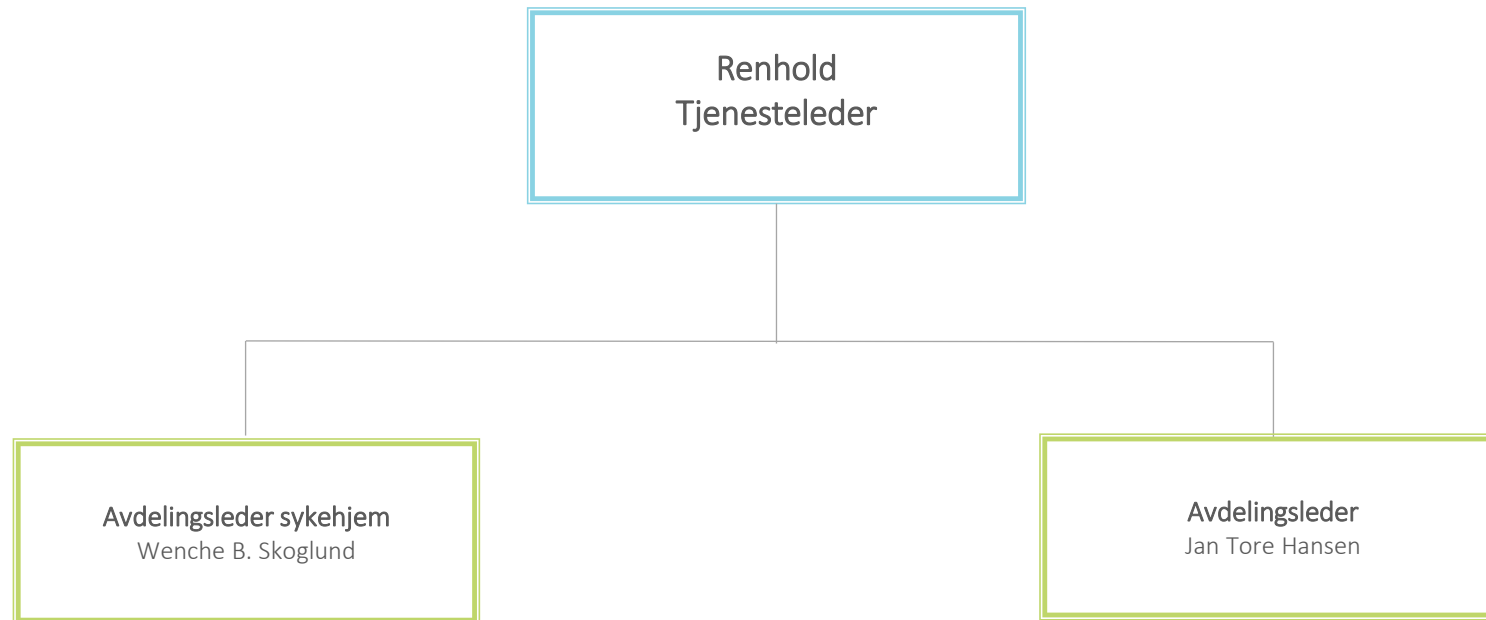 Renhold
Tjenesteleder
Avdelingsleder sykehjem
Wenche B. Skoglund
Avdelingsleder
Jan Tore Hansen